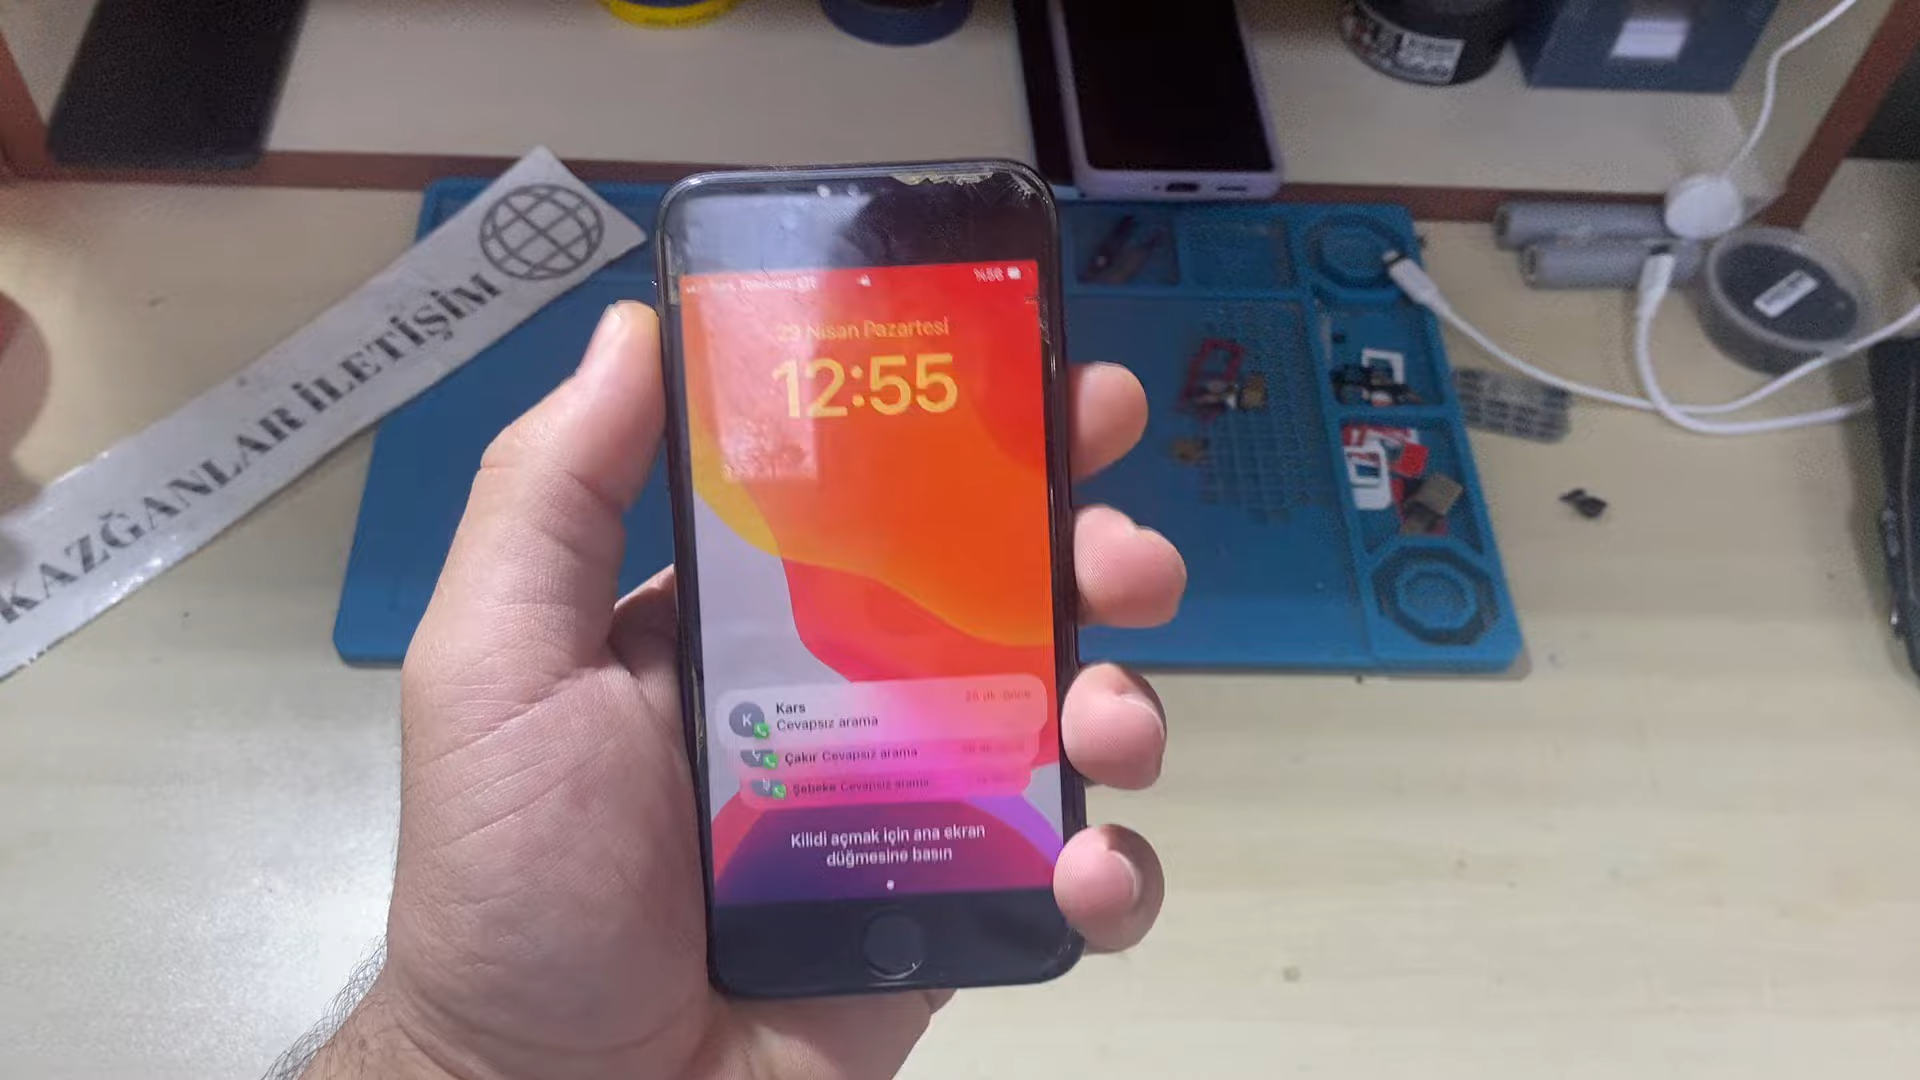 KAZĞANLAR İLETİŞİM
%56
29 Nisan Pazartesi
12:55
Kars
Cevapsız arama
Çakır Cevapsız arama
Şebeke Cevapsız arama
Kilidi açmak için ana ekran
düğmesine basın